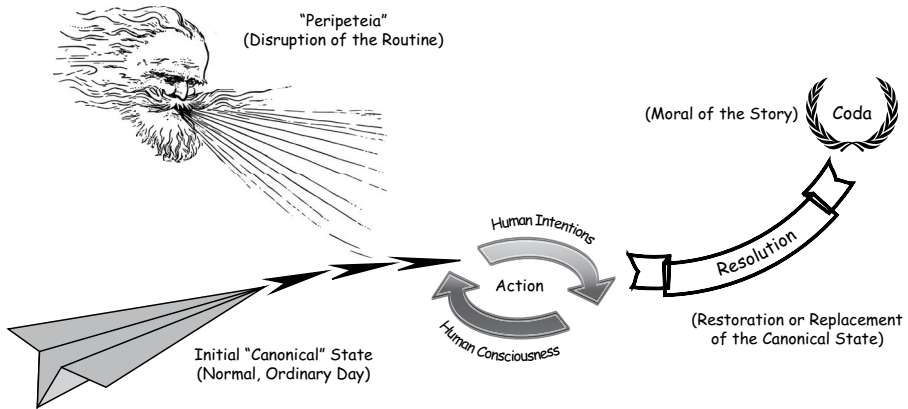 “Peripeteia”
(Disruption of the Routine)
(Moral of the Story)
Coda
Human Intentions
Action
Human Consciousness
Resolution
Initial “Canonical” State
(Normal, Ordinary Day)
(Restoration or Replacement
of the Canonical State)